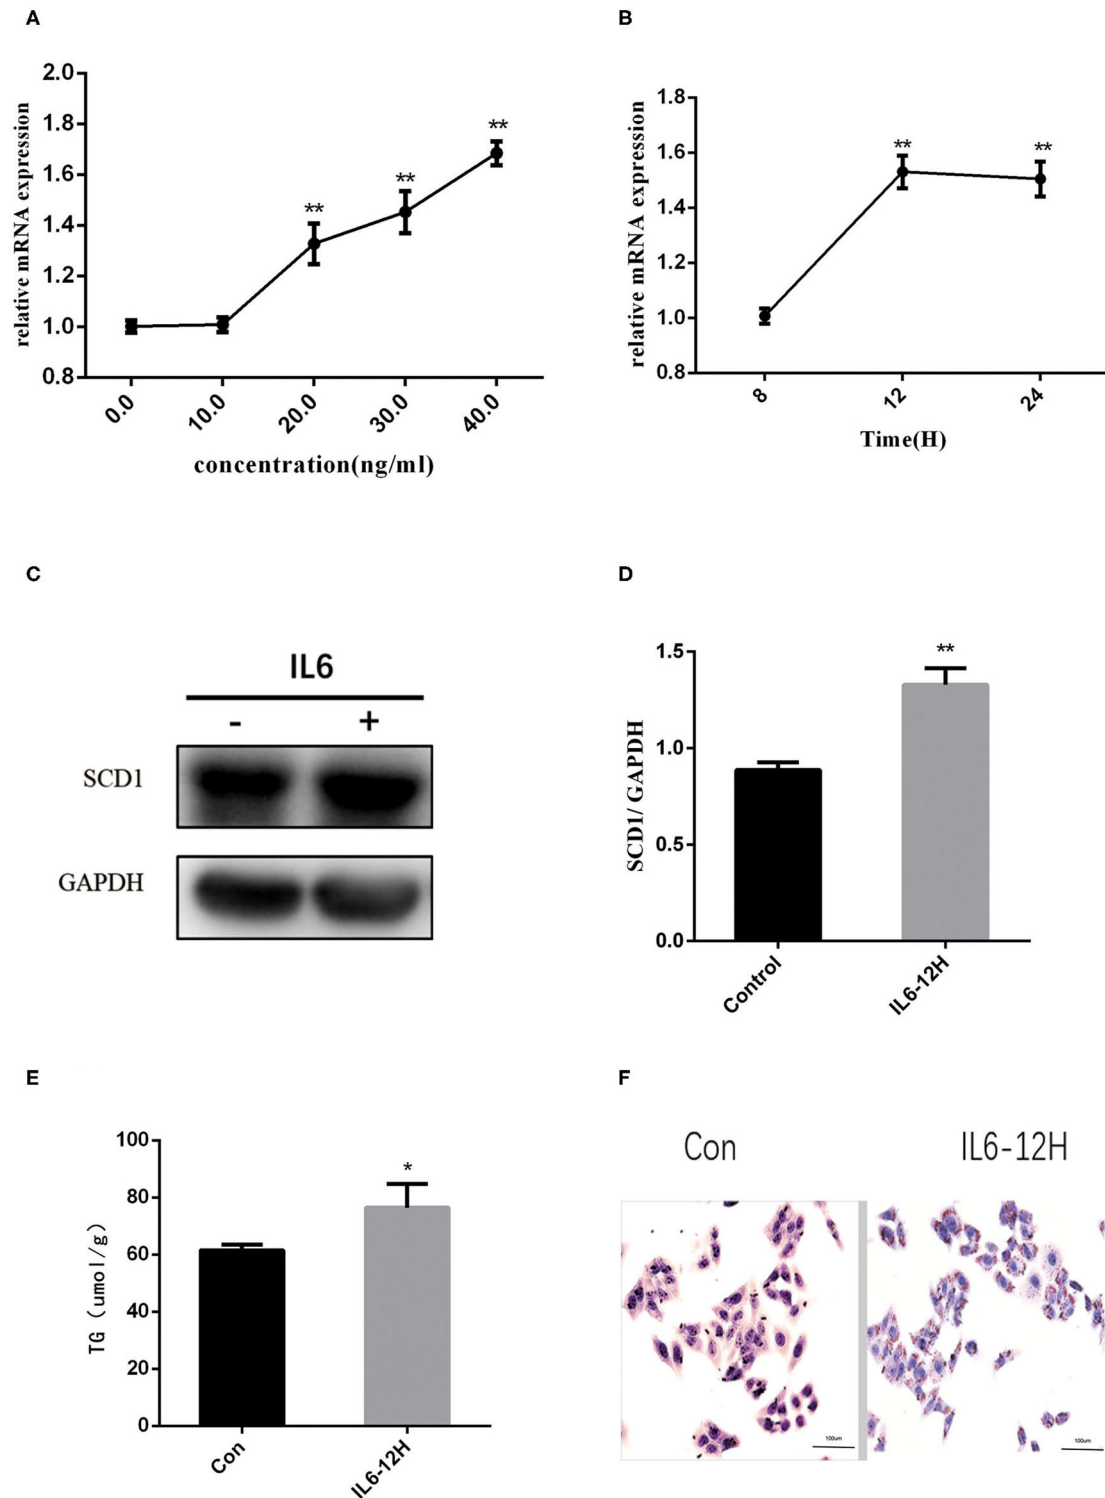 A
2.0
1.8
1.6
1.4
1.2
1.0
0.8
relative mRNA expression
**
**
**
0.0
10.0
20.0
30.0
40.0
concentration(ng/ml)
B
1.8
1.6
1.4
1.2
1.0
0.8
relative mRNA expression
**
**
8
12
24
Time(H)
C
IL6
- +
SCD1
GAPDH
D
1.5
1.0
0.5
0.0
SCD1/ GAPDH
**
Control
IL6-12H
E
100
80
60
40
20
0
TG (umol/g)
*
Con
IL6-12H
F
Con IL6-12H
100um 100um